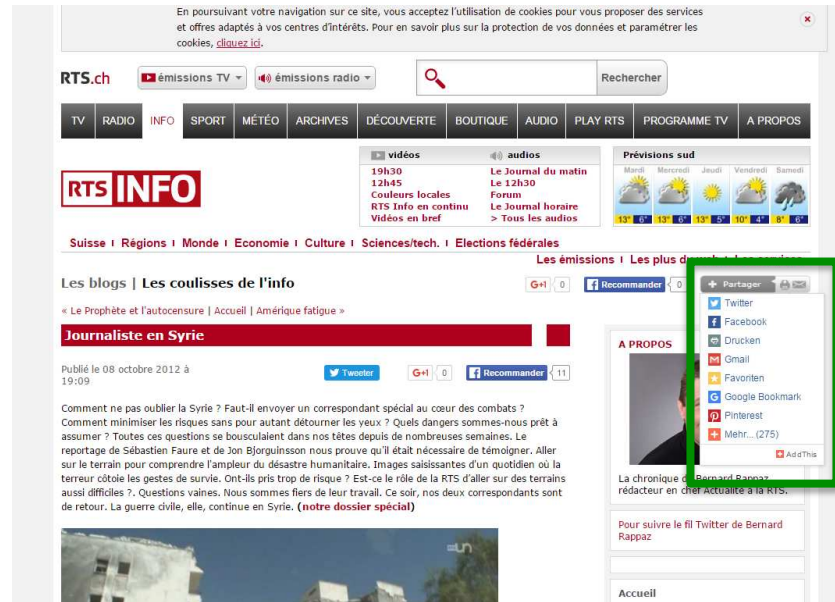 En poursuivant votre navigation sur ce site, vous acceptez l'utilisation de cookies pour vous proposer des services
et offres adaptés à vos centres d'intérêts. Pour en savoir plus sur la protection de vos données et paramétrer les
cookies, cliquez ici.
RTS.ch émissions TV émissions radio Rechercher
TV RADIO INFO SPORT MÉTÉO ARCHIVES DÉCOUVERTE BOUTIQUE AUDIO PLAY RTS PROGRAMME TV A PROPOS
RTS INFO
vidéos
19h30
12h45
Couleurs locales
RTS Info en continu
Vidéos en bref
audios
Le Journal du matin
Le 12h30
Forum
Le Journal horaire
> Tous les audios
Prévisions sud
Mardi Mercredi Jeudi Vendredi Samedi
13° 6° 13° 6° 13° 5° 10° 4° 8° 6°
Suisse Régions Monde Economie Culture Sciences/tech. Elections fédérales
Les émissions Les plus du web Les services
Les blogs | Les coulisses de l'info
G+1 0 Recommander 0
« Le Prophète et l'autocensure | Accueil | Amérique fatigue »
Journaliste en Syrie
Publié le 08 octobre 2012 à
19:09
Tweeter G+1 0 Recommander 11
Comment ne pas oublier la Syrie ? Faut-il envoyer un correspondant spécial au cœur des combats ?
Comment minimiser les risques sans pour autant détourner les yeux ? Quels dangers sommes-nous prêt à
assumer ? Toutes ces questions se bousculaient dans nos têtes depuis de nombreuses semaines. Le
reportage de Sébastien Faure et de Jon Bjorguinsson nous prouve qu'il était nécessaire de témoigner. Aller
sur le terrain pour comprendre l'ampleur du désastre humanitaire. Images saisissantes d'un quotidien où la
terreur côtoie les gestes de survie. Ont-ils pris trop de risque ? Est-ce le rôle de la RTS d'aller sur des terrains
aussi difficiles ?. Questions vaines. Nous sommes fiers de leur travail. Ce soir, nos deux correspondants sont
de retour. La guerre civile, elle, continue en Syrie. (notre dossier spécial)
un
Partager
Twitter
Facebook
Drucken
Gmail
Favoriten
Google Bookmark
Pinterest
Mehr... (275)
AddThis
A PROPOS
La chronique de Bernard Rappaz,
rédacteur en chef Actualité à la RTS.
Pour suivre le fil Twitter de Bernard
Rappaz
Accueil